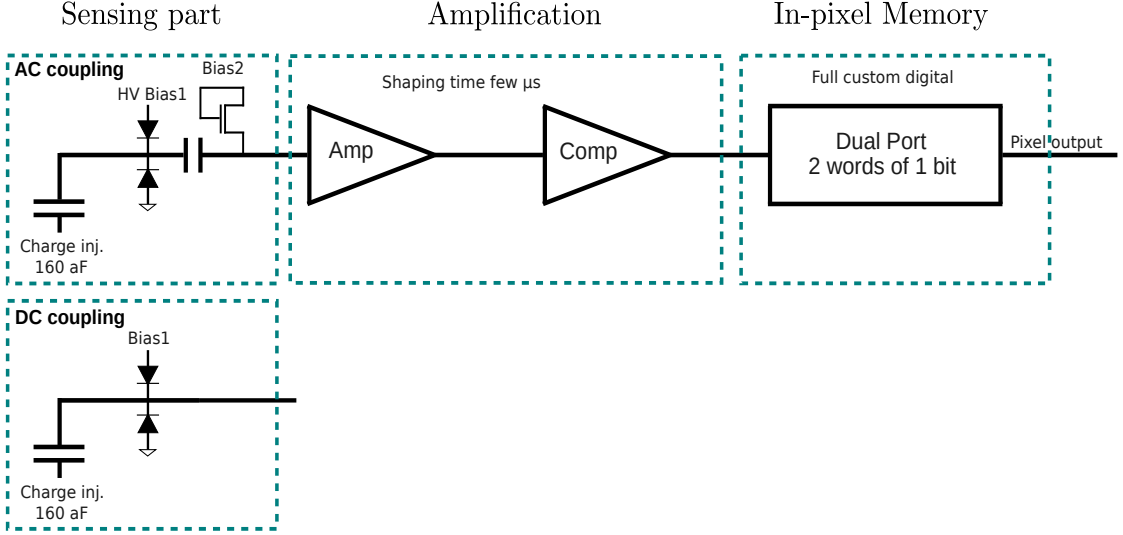 Sensing part
Amplification
In-pixel Memory
AC coupling
Bias2
HV Bias1
Charge inj.
160 aF
Shaping time few μs
Amp
Comp
Full custom digital
Dual Port
2 words of 1 bit
Pixel output
DC coupling
Bias1
Charge inj.
160 aF